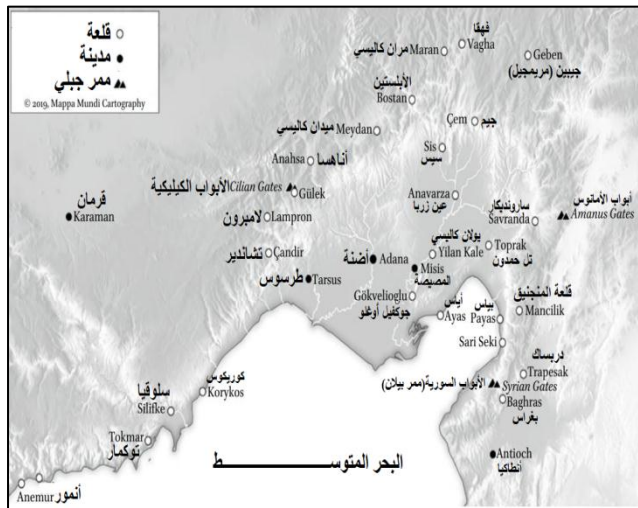 قلعة
مدينة
ممر جبلي
© 2019, Mappa Mundi Cartography
فهقا
Vagha
مران كاليسي
Maran
Geben
جيبين (مريمجيل)
الأبلستين
Bostan
ميدان كاليسي
Meydan
Çem
جيم
Sis
سيس
أناهسا
Anahsa
الأبواب الكيليكية
Cilian Gates
Gülek
Anavarza
عين زربا
قرمان
Karaman
لامبرون
Lampron
سارونديكار
Savranda
أبواب الأمانوس
Amanus Gates
تشاندير
Çandir
أضنة
Adana
يولان كاليسي
Yilan Kale
Toprak
تل حمدون
طرسوس
Tarsus
Misis
المصيصة
Gökvelioglu
جوكفيل أوغلو
أياس
Ayas
بياس
Payas
قلعة المنجنيق
Mancilik
Sari Seki
دربساك
Trapesak
الأبواب السورية(ممر بيلان)
Syrian Gates
Baghras
بغراس
كوريكوس
Korykos
سلوقيا
Silifke
Tokmar
توكمار
البحر المتوسط
Antioch
أنطاكيا
Anemur
أنمور